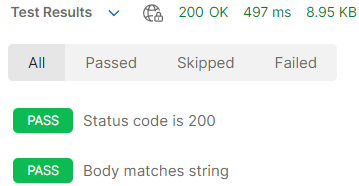 Test Results 200 OK 497 ms 8.95 KB
All Passed Skipped Failed
PASS Status code is 200
PASS Body matches string